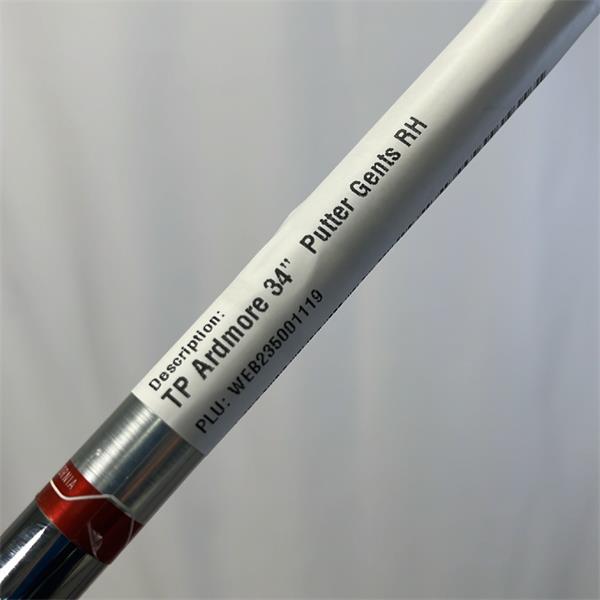 Description:
TP Ardmore 34" Putter Gents RH
PLU: WEB235001119